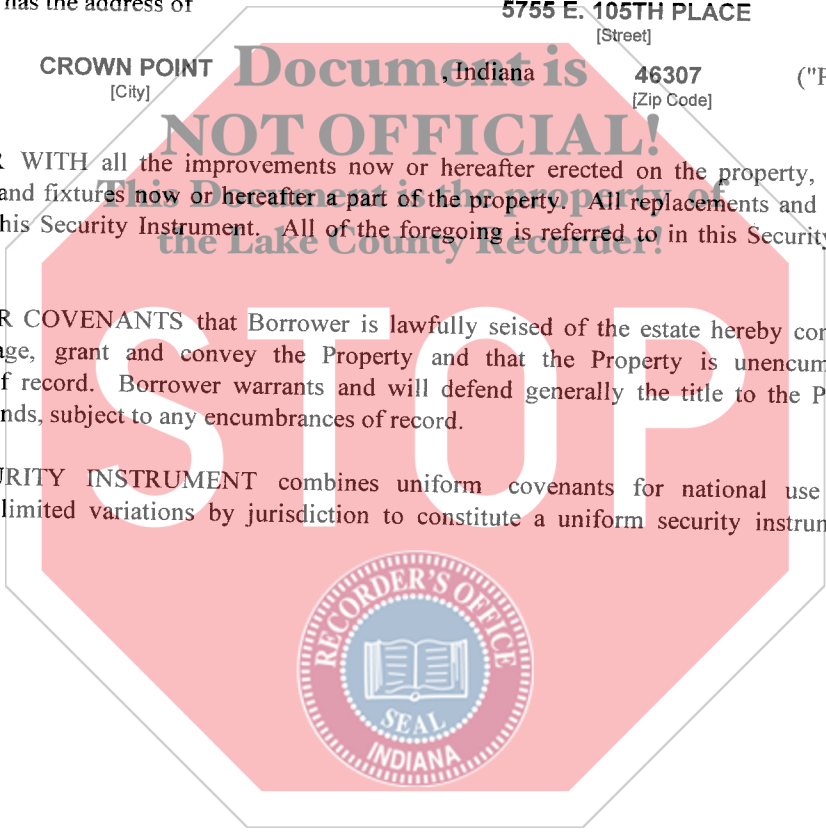 has the address of
5755 E. 105TH PLACE
[Street]
CROWN POINT , Indiana 46307 ("P
[City] [Zip Code]
Document is
NOT OFFICIAL!
This Document is the property of
the Lake County Recorder!
R WITH all the improvements now or hereafter erected on the property,
and fixtures now or hereafter a part of the property. All replacements and
his Security Instrument. All of the foregoing is referred to in this Security
R COVENANTS that Borrower is lawfully seised of the estate hereby con
age, grant and convey the Property and that the Property is unencum
f record. Borrower warrants and will defend generally the title to the P
nds, subject to any encumbrances of record.
STOP
URITY INSTRUMENT combines uniform covenants for national use
limited variations by jurisdiction to constitute a uniform security instrum
RECORDER'S OFFICE
SEAL
INDIANA